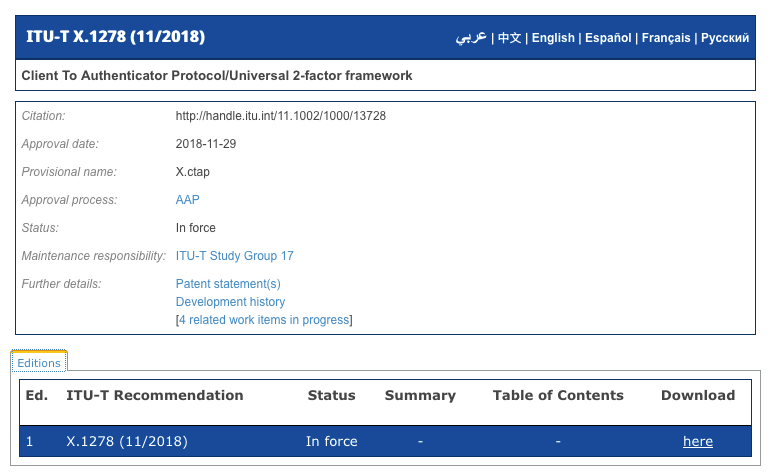 ITU-T X.1278 (11/2018) عربي | 中文 | English | Español | Français | Русский
Client To Authenticator Protocol/Universal 2-factor framework
Citation: http://handle.itu.int/11.1002/1000/13728
Approval date: 2018-11-29
Provisional name: X.ctap
Approval process: AAP
Status: In force
Maintenance responsibility: ITU-T Study Group 17
Further details: Patent statement(s)
Development history
[4 related work items in progress]
Editions
Ed. ITU-T Recommendation Status Summary Table of Contents Download
1 X.1278 (11/2018) In force - - here